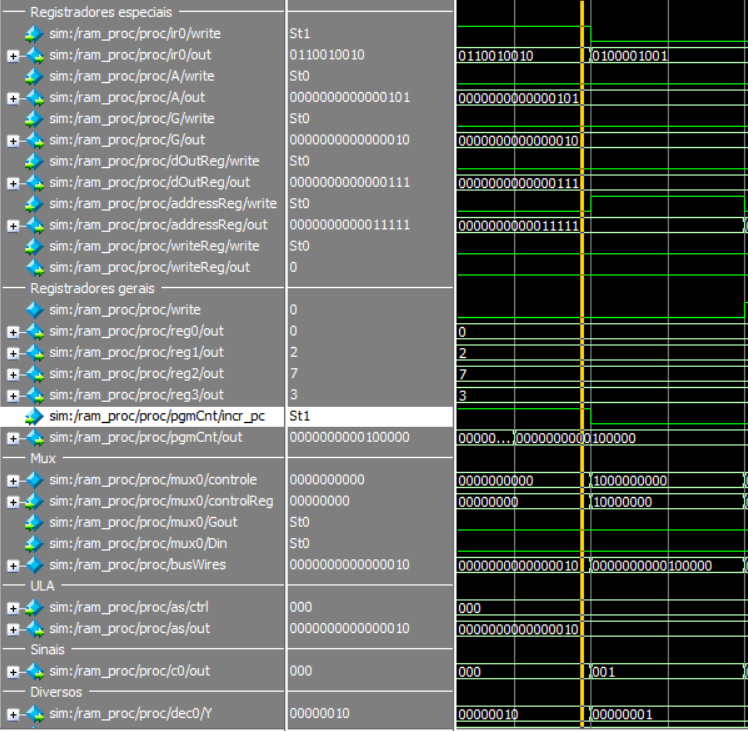 Registradores especiais
sim:/ram_proc/proc/ir0/write St1
sim:/ram_proc/proc/ir0/out 0110010010 0110010010 0100001001
sim:/ram_proc/proc/A/write St0
sim:/ram_proc/proc/A/out 0000000000000101 0000000000000101
sim:/ram_proc/proc/G/write St0
sim:/ram_proc/proc/G/out 0000000000000010 0000000000000010
sim:/ram_proc/proc/dOutReg/write St0
sim:/ram_proc/proc/dOutReg/out 0000000000000111 0000000000000111
sim:/ram_proc/proc/addressReg/write St0
sim:/ram_proc/proc/addressReg/out 0000000000011111 0000000000011111
sim:/ram_proc/proc/writeReg/write St0
sim:/ram_proc/proc/writeReg/out 0
Registradores gerais
sim:/ram_proc/proc/write 0
sim:/ram_proc/proc/reg0/out 0 0
sim:/ram_proc/proc/reg1/out 2 2
sim:/ram_proc/proc/reg2/out 7 7
sim:/ram_proc/proc/reg3/out 3 3
sim:/ram_proc/proc/pgmCnt/incr_pc St1
sim:/ram_proc/proc/pgmCnt/out 0000000000100000 00000... 0000000000100000
Mux
sim:/ram_proc/proc/mux0/controle 0000000000 0000000000 1000000000
sim:/ram_proc/proc/mux0/controlReg 00000000 00000000 10000000
sim:/ram_proc/proc/mux0/Gout St0
sim:/ram_proc/proc/mux0/Din St0
sim:/ram_proc/proc/busWires 0000000000000010 0000000000000010 0000000000100000
ULA
sim:/ram_proc/proc/as/ctrl 000 000
sim:/ram_proc/proc/as/out 0000000000000010 0000000000000010
Sinais
sim:/ram_proc/proc/c0/out 000 000 001
Diversos
sim:/ram_proc/proc/dec0/Y 00000010 00000010 00000001